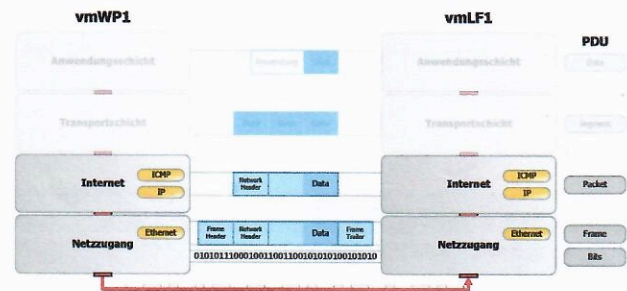 vmWP1
vmLF1
PDU
Anwendungsschicht
Anwendungsschicht
Data
Transportschicht
Transportschicht
Segment
Internet
ICMP
IP
Network Header
Data
Internet
ICMP
IP
Packet
Netzzugang
Ethernet
Frame Header
Network Header
Data
Frame Trailer
Netzzugang
Ethernet
Frame
Bits